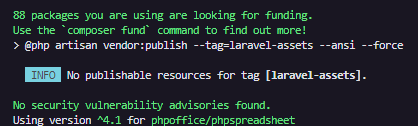 88 packages you are using are looking for funding.
Use the `composer fund` command to find out more!
> @php artisan vendor:publish --tag=laravel-assets --ansi --force
INFO No publishable resources for tag [laravel-assets].
No security vulnerability advisories found.
Using version ^4.1 for phpoffice/phpspreadsheet